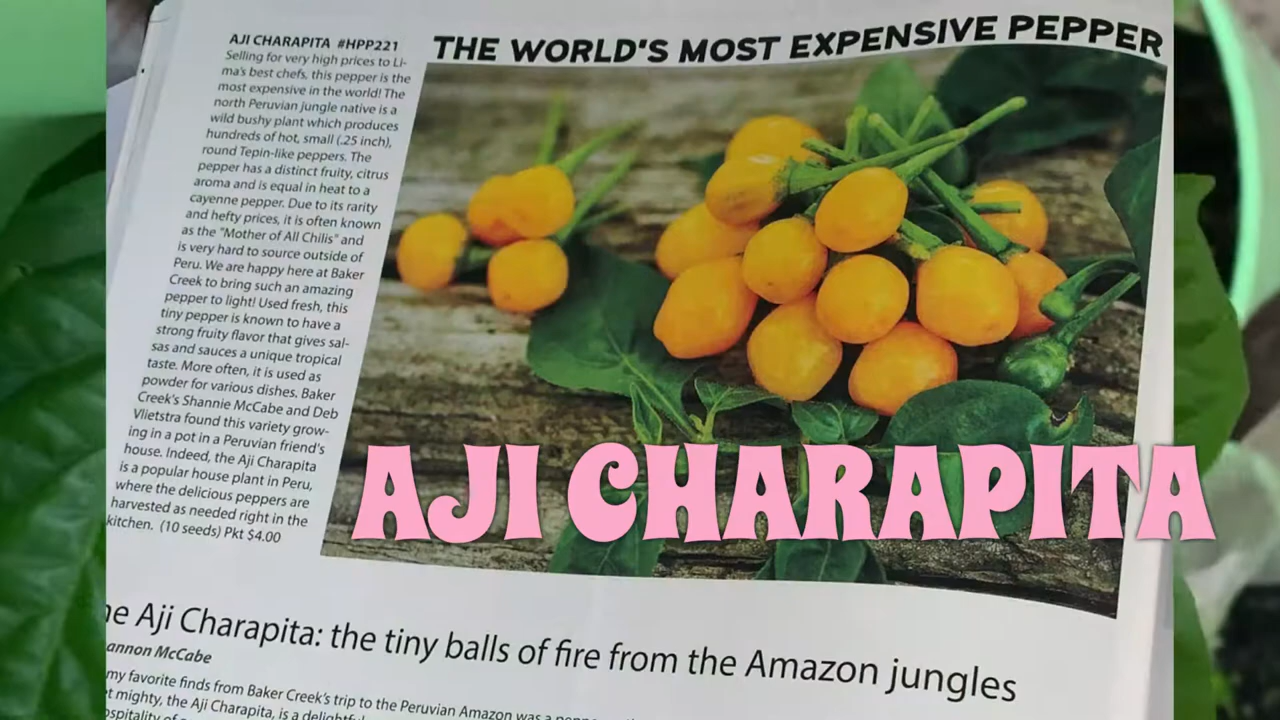 THE WORLD'S MOST EXPENSIVE PEPPER
AJI CHARAPITA #HPP221
Selling for very high prices to Li-
ma's best chefs, this pepper is the
most expensive in the world! The
north Peruvian jungle native is a
wild bushy plant which produces
hundreds of hot, small (.25 inch),
round Tepin-like peppers. The
pepper has a distinct fruity, citrus
aroma and is equal in heat to a
cayenne pepper. Due to its rarity
and hefty prices, it is often known
as the "Mother of All Chilis" and
is very hard to source outside of
Peru. We are happy here at Baker
Creek to bring such an amazing
pepper to light! Used fresh, this
tiny pepper is known to have a
strong fruity flavor that gives sal-
sas and sauces a unique tropical
taste. More often, it is used as
powder for various dishes. Baker
Creek's Shannie McCabe and Deb
Vlietstra found this variety grow-
ing in a pot in a Peruvian friend's
house. Indeed, the Aji Charapita
is a popular house plant in Peru,
where the delicious peppers are
harvested as needed right in the
kitchen. (10 seeds) Pkt $4.00
AJI CHARAPITA
he Aji Charapita: the tiny balls of fire from the Amazon jungles
annon McCabe
my favorite finds from Baker Creek's trip to the Peruvian Amazon was a
t mighty, the Aji Charapita, is a